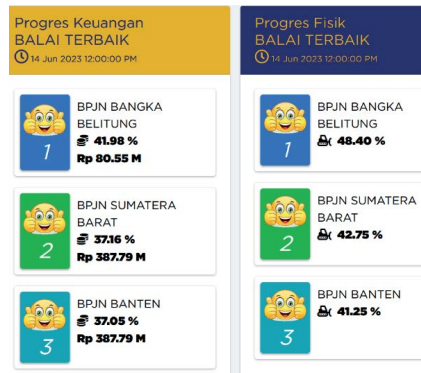 Progres Keuangan
BALAI TERBAIK
14 Jun 2023 12:00:00 PM
1
BPJN BANGKA
BELITUNG
41.98 %
Rp 80.55 M
2
BPJN SUMATERA
BARAT
37.16 %
Rp 387.79 M
3
BPJN BANTEN
37.05 %
Rp 387.79 M
Progres Fisik
BALAI TERBAIK
14 Jun 2023 12:00:00 PM
1
BPJN BANGKA
BELITUNG
48.40 %
2
BPJN SUMATERA
BARAT
42.75 %
3
BPJN BANTEN
41.25 %